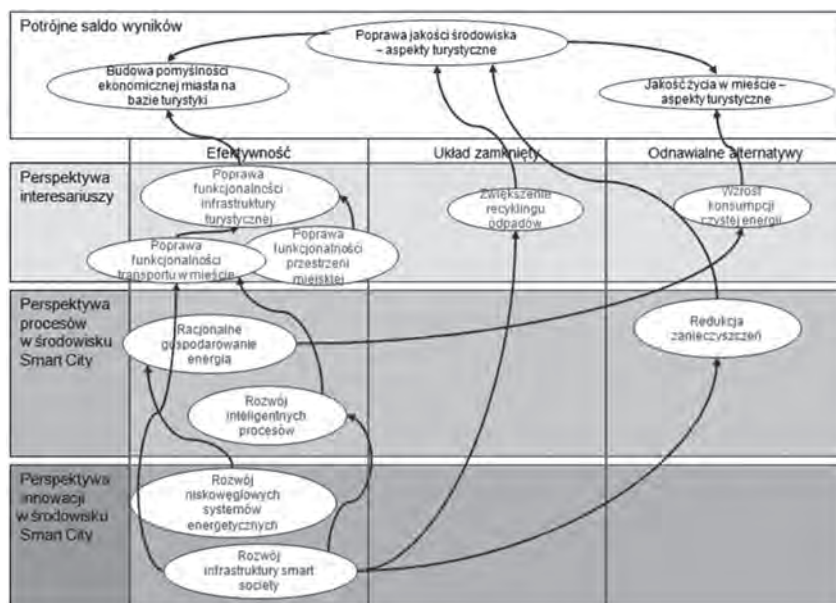 Potrójne saldo wyników
Poprawa jakości środowiska
– aspekty turystyczne
Budowa pomyślności
ekonomicznej miasta na
bazie turystyki
Jakość życia w mieście –
aspekty turystyczne
Efektywność
Układ zamknięty
Odnawialne alternatywy
Perspektywa
interesariuszy
Poprawa
funkcjonalności
infrastruktury
turystycznej
Zwiększenie
recyklingu
odpadów
Wzrost
konsumpcji
czystej energii
Poprawa
funkcjonalności
transportu w mieście
Poprawa
funkcjonalności
przestrzeni
miejskiej
Perspektywa
procesów
w środowisku
Smart City
Racjonalne
gospodarowanie
energią
Redukcja
zanieczyszczeń
Rozwój
inteligentnych
procesów
Perspektywa
innowacji
w środowisku
Smart City
Rozwój
niskowęglowych
systemów
energetycznych
Rozwój
infrastruktury smart
society